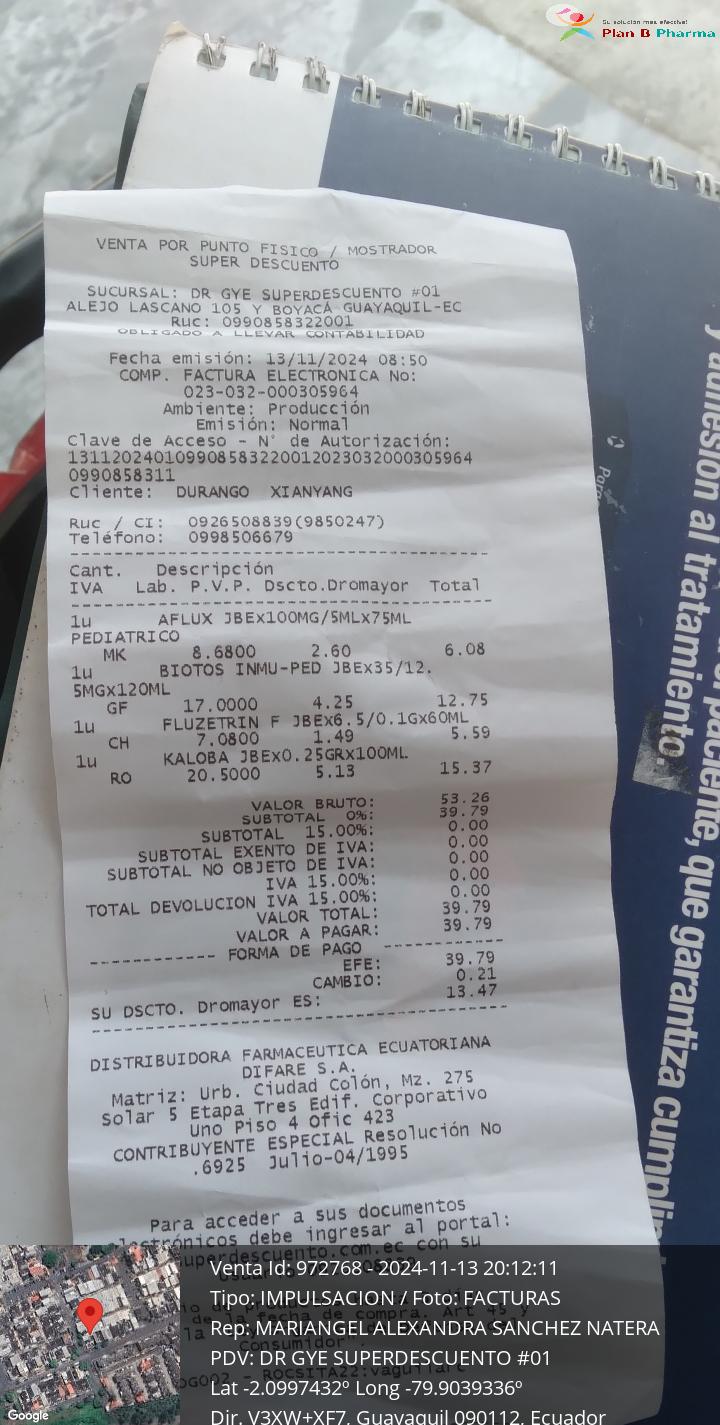 Su solución mas efectiva!
Plan B Pharma
VENTA POR PUNTO FISICO / MOSTRADOR
SUPER DESCUENTO
SUCURSAL: DR GYE SUPERDESCUENTO #01
ALEJO LASCANO 105 Y BOYACÁ GUAYAQUIL-EC
Ruc: 0990858322001
OBLIGADO A LLEVAR CONTABILIDAD
Fecha emisión: 13/11/2024 08:50
COMP. FACTURA ELECTRONICA No:
023-032-000305964
Ambiente: Producción
Emisión: Normal
Clave de Acceso - N° de Autorización:
131120240109908583220012023032000305964
0990858311
Cliente: DURANGO XIANYANG
Ruc / CI: 0926508839(9850247)
Teléfono: 0998506679
Cant. Descripción
IVA Lab. P.V.P. Dscto.Dromayor Total
1u AFLUX JBEx100MG/5MLx75ML
PEDIATRICO
MK 8.6800 2.60 6.08
1u BIOTOS INMU-PED JBEx35/12.
5MGx120ML
GF 17.0000 4.25 12.75
1u FLUZETRIN F JBEx6.5/0.1Gx60ML
CH 7.0800 1.49 5.59
1u KALOBA JBEx0.25GRx100ML
RO 20.5000 5.13 15.37
VALOR BRUTO: 53.26
SUBTOTAL 0%: 39.79
SUBTOTAL 15.00%: 0.00
SUBTOTAL EXENTO DE IVA: 0.00
SUBTOTAL NO OBJETO DE IVA: 0.00
IVA 15.00%: 0.00
TOTAL DEVOLUCION IVA 15.00%: 0.00
VALOR TOTAL: 39.79
VALOR A PAGAR: 39.79
----------- FORMA DE PAGO -----------
EFE: 39.79
CAMBIO: 0.21
SU DSCTO. Dromayor ES: 13.47
DISTRIBUIDORA FARMACEUTICA ECUATORIANA
DIFARE S.A.
Matriz: Urb. Ciudad Colón, Mz. 275
Solar 5 Etapa Tres Edif. Corporativo
Uno Piso 4 Ofic 423
CONTRIBUYENTE ESPECIAL Resolución No
.6925 Julio-04/1995
Para acceder a sus documentos
electrónicos debe ingresar al portal:
superdescuento.com.ec con su
y adhesión al tratamiento.
paciente, que garantiza
Venta Id: 972768 - 2024-11-13 20:12:11
Tipo: IMPULSACION / Foto: FACTURAS
Rep: MARIANGEL ALEXANDRA SANCHEZ NATERA
PDV: DR GYE SUPERDESCUENTO #01
Lat -2.0997432º Long -79.9039336º
Dir. V3XW+XF7, Guayaquil 090112, Ecuador
Google